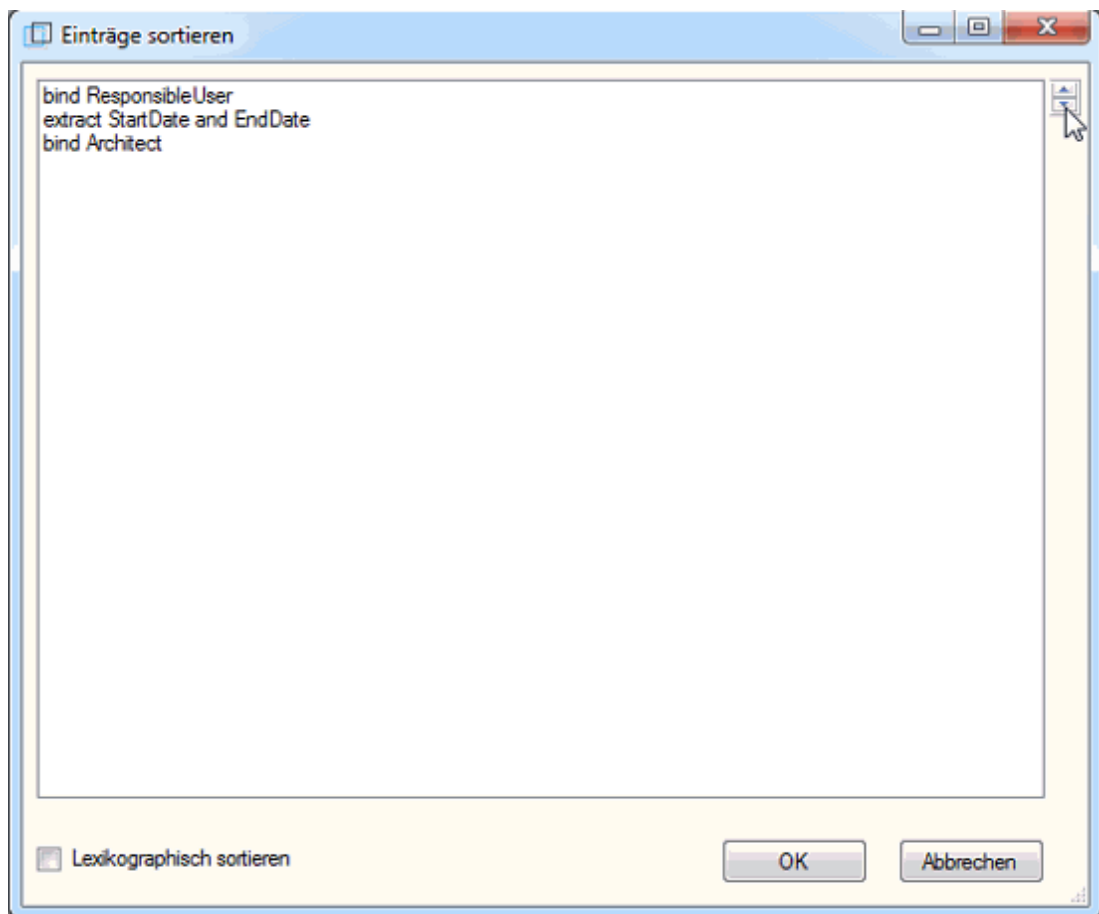 Einträge sortieren
bind ResponsibleUser
extract StartDate and EndDate
bind Architect
Lexikographisch sortieren
OK
Abbrechen